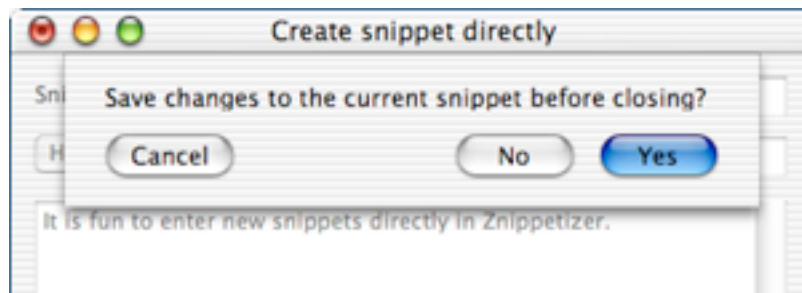 Create snippet directly
Save changes to the current snippet before closing?
Cancel No Yes
It is fun to enter new snippets directly in Znippetizer.